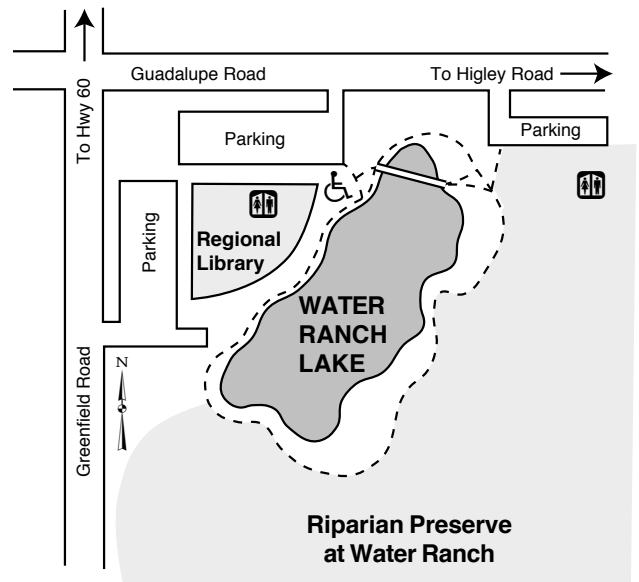 To Hwy 60
Guadalupe Road
To Higley Road
Parking
Parking
Parking
Regional
Library
WATER
RANCH
LAKE
N
Greenfield Road
Riparian Preserve
at Water Ranch